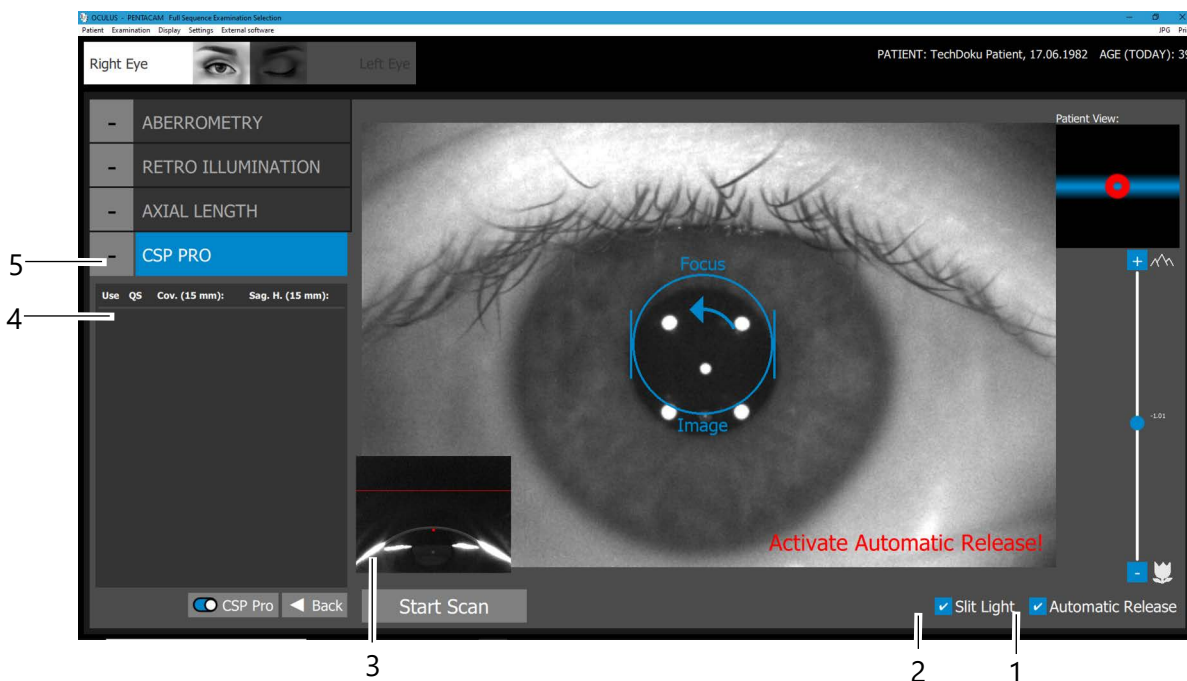 OCULUS - PENTACAM Full Sequence Examination Selection
Patient Examination Display Settings External software JPG Pri
Right Eye Left Eye PATIENT: TechDoku Patient, 17.06.1982 AGE (TODAY): 39
Patient View:
- ABERROMETRY
- RETRO ILLUMINATION
- AXIAL LENGTH
5 - CSP PRO
Focus
+
Use QS Cov. (15 mm): Sag. H. (15 mm):
4
-1.01
Image
Activate Automatic Release!
-
CSP Pro Back Start Scan Slit Light Automatic Release
3 2 1